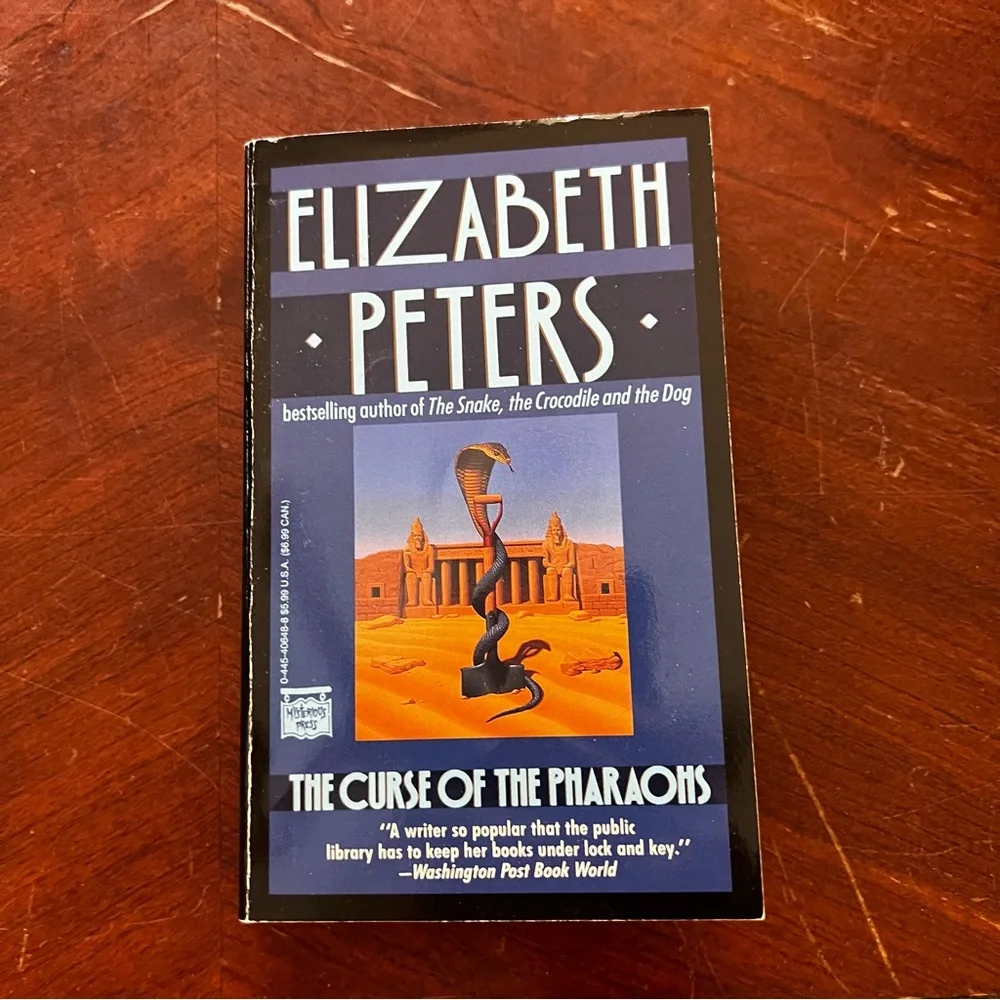 ELIZABETH
PETERS
bestselling author of The Snake, the Crocodile and the Dog
0-445-40648-8 $5.99 U.S.A. ($6.99 CAN.)
MYSTERIOUS
PRESS
THE CURSE OF THE PHARAOHS
"A writer so popular that the public
library has to keep her books under lock and key."
—Washington Post Book World